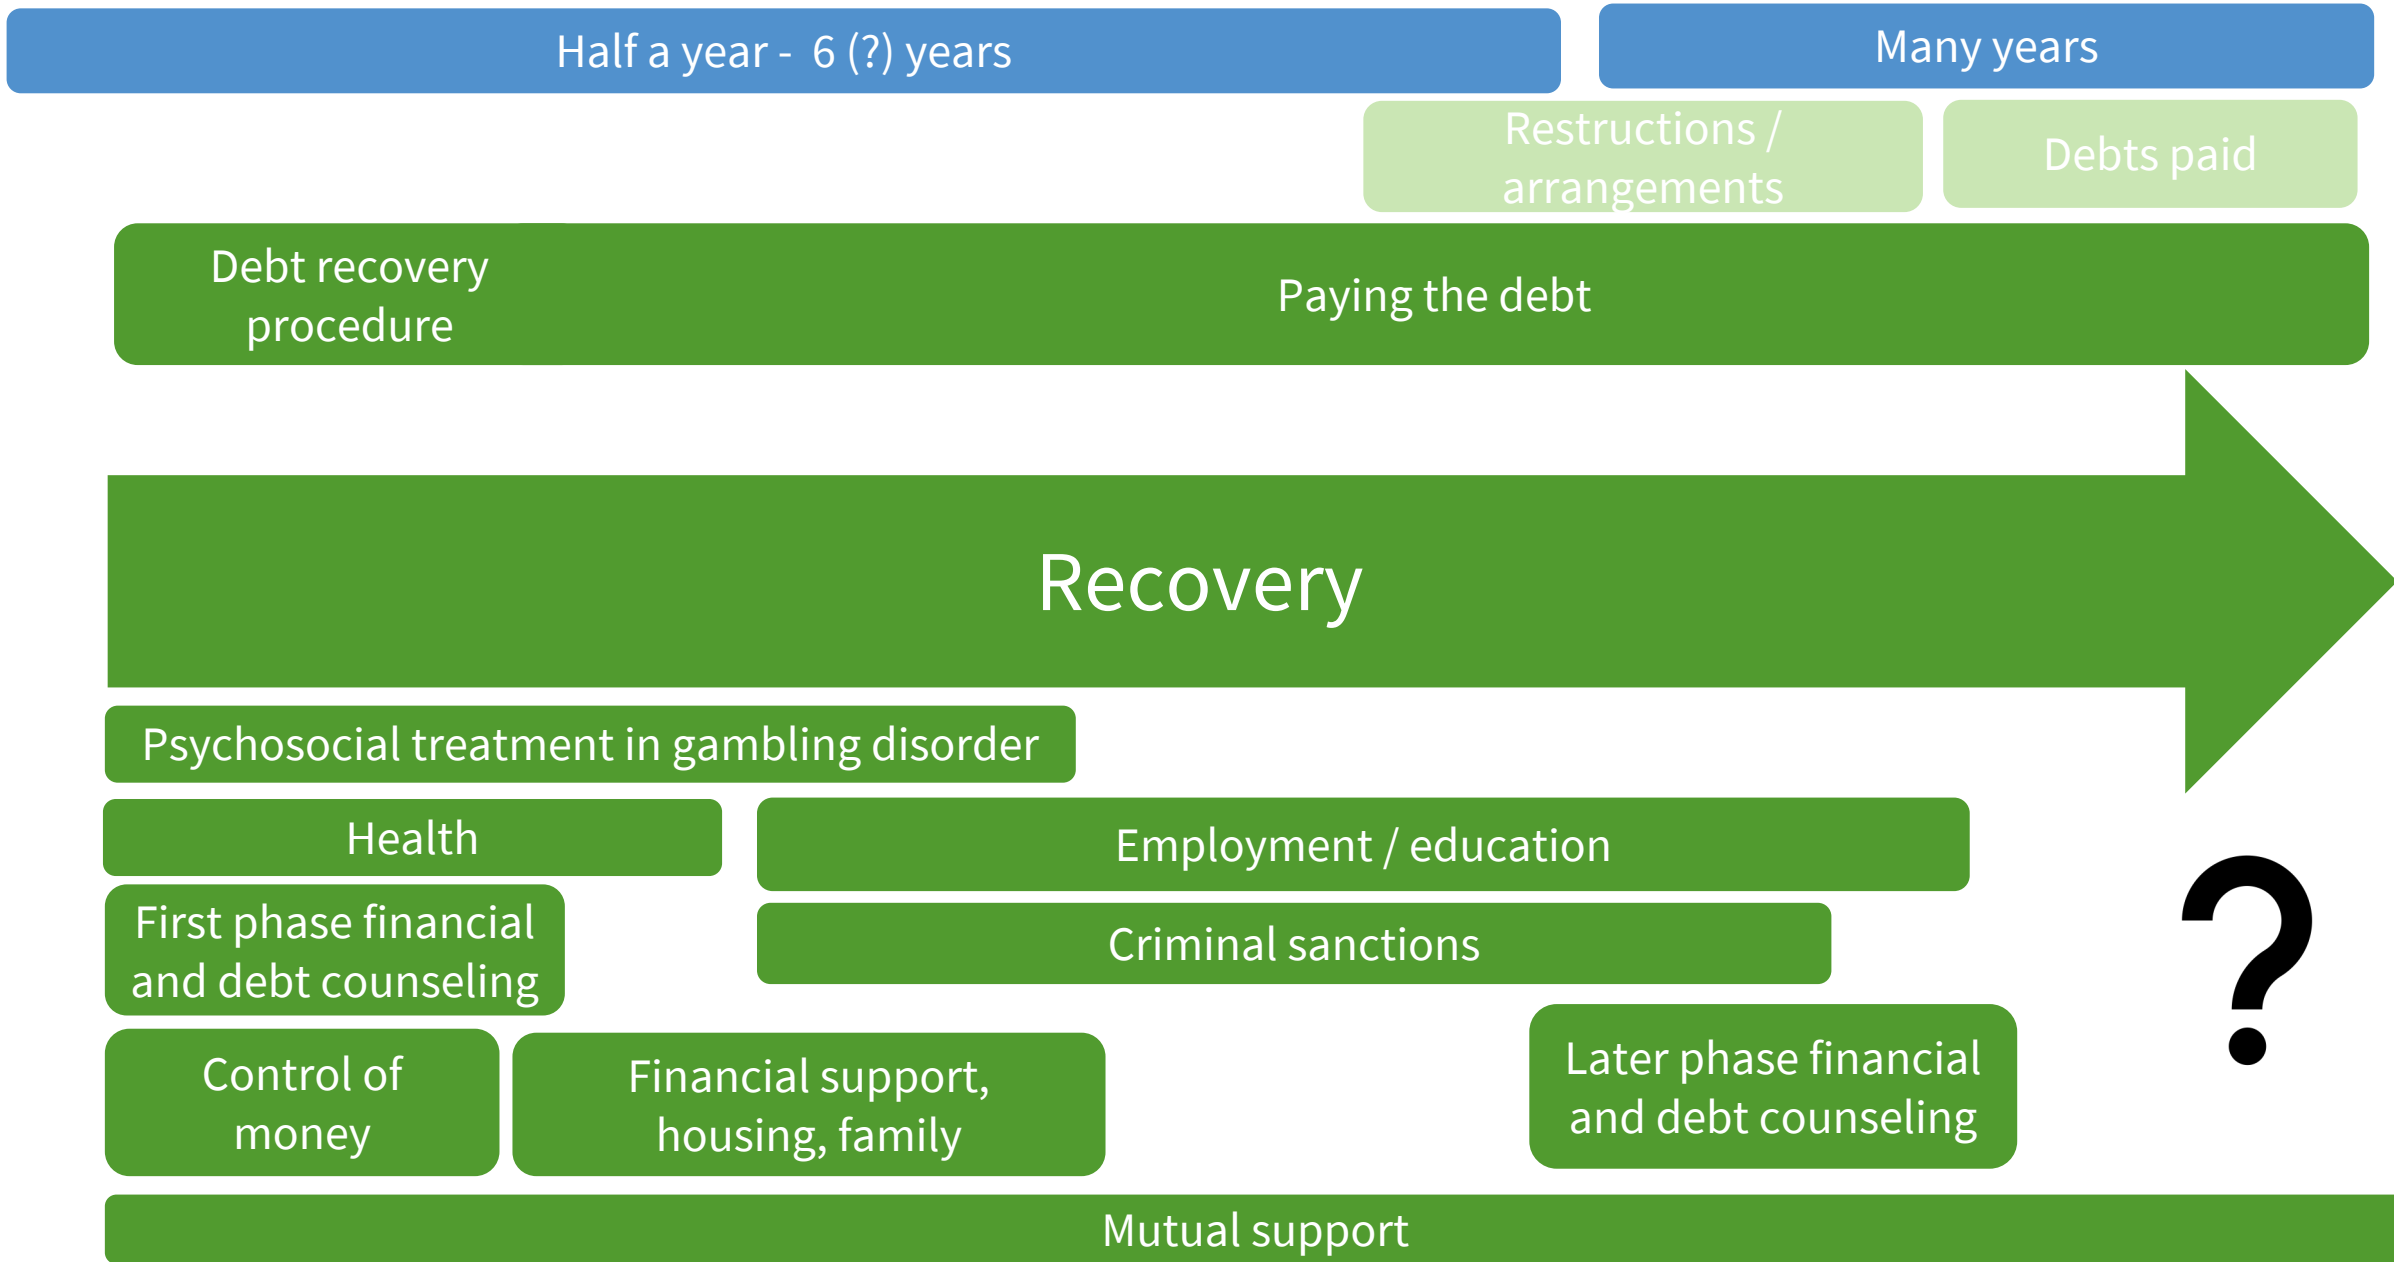 Half a year -  6 (?) years
Many years
Restructions /
arrangements
Debts paid
Debt recovery
procedure
Paying the debt
Recovery
Psychosocial treatment in gambling disorder
Health
Employment / education
First phase financial
and debt counseling
Criminal sanctions
Control of
money
Financial support,
housing, family
Later phase financial
and debt counseling
?
Mutual support